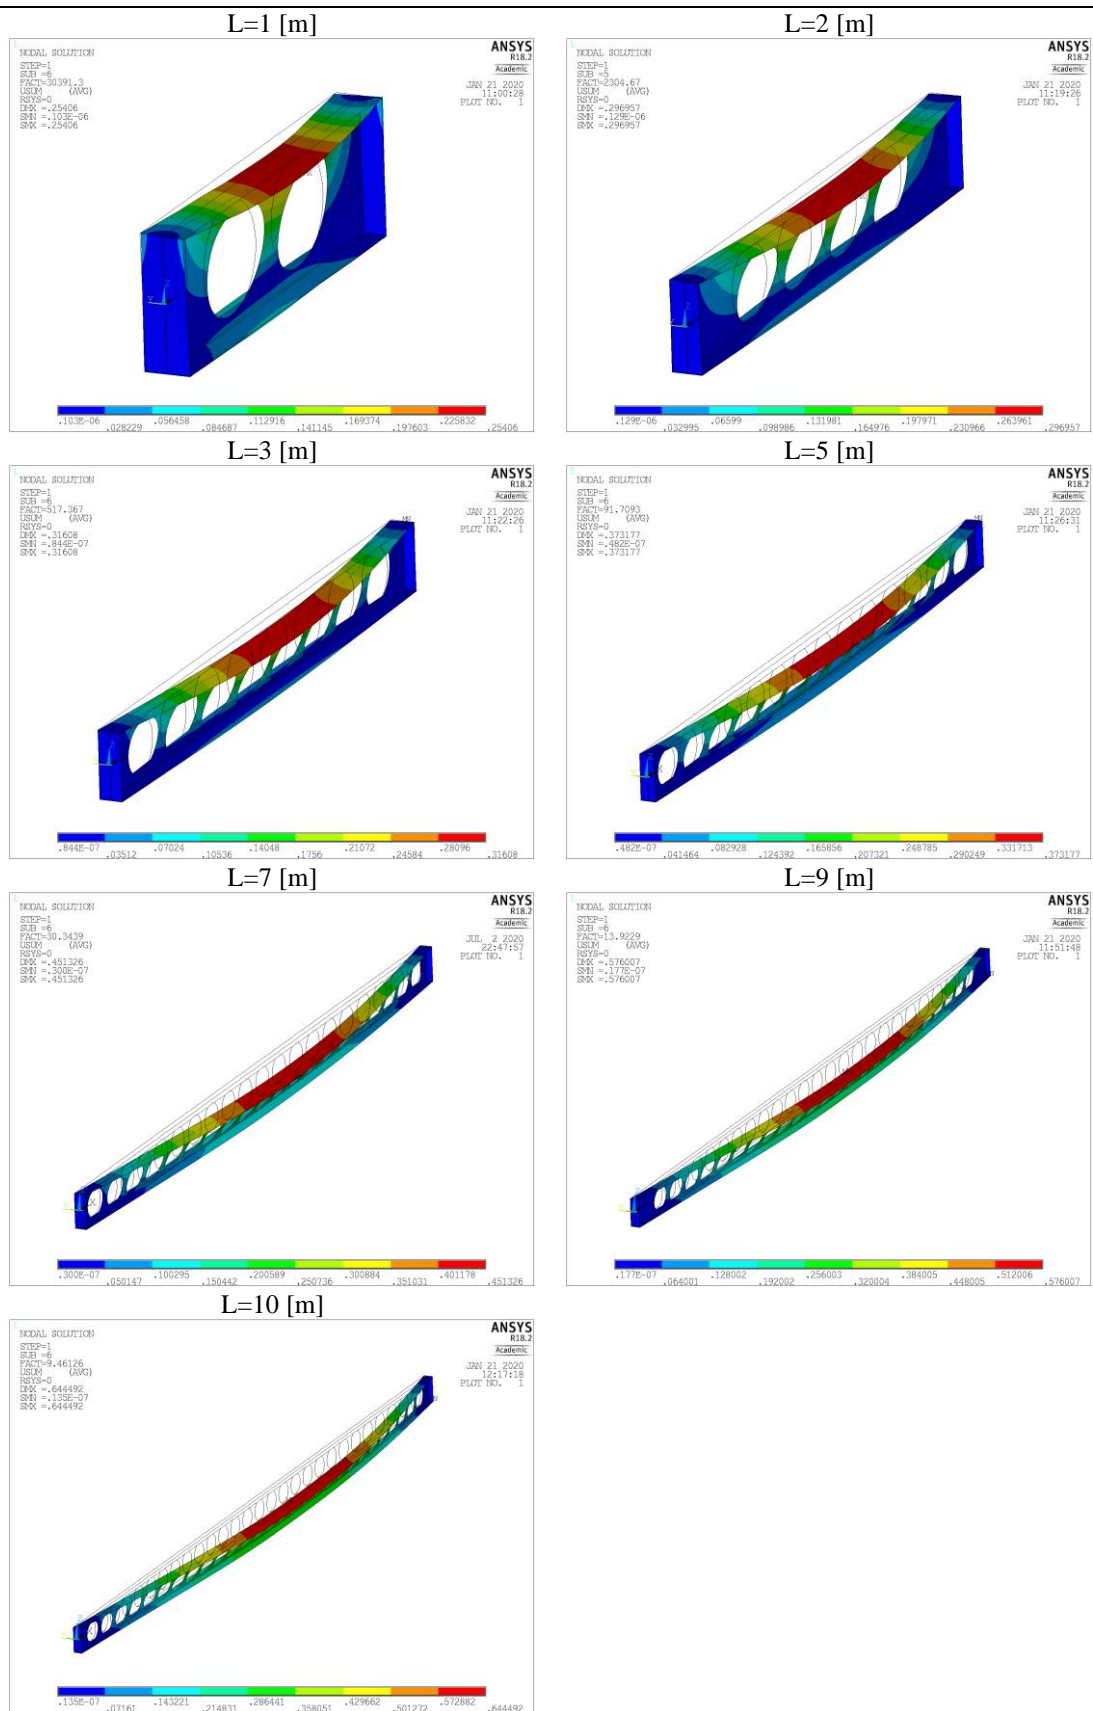 L=1 [m]
1
NODAL SOLUTION
STEP=1
SUB =6
FACT=30391.3
USUM (AVG)
RSYS=0
DMX =.25406
SMN =.103E-06
SMX =.25406
ANSYS
R18.2
Academic
JAN 21 2020
11:00:28
PLOT NO. 1
Y Z
.103E-06 .056458 .112916 .169374 .225832
.028229 .084687 .141145 .197603 .25406
L=2 [m]
1
NODAL SOLUTION
STEP=1
SUB =5
FACT=2304.67
USUM (AVG)
RSYS=0
DMX =.296957
SMN =.129E-06
SMX =.296957
ANSYS
R18.2
Academic
JAN 21 2020
11:19:26
PLOT NO. 1
Z
.129E-06 .06599 .131981 .197971 .263961
.032995 .098986 .164976 .230966 .296957
L=3 [m]
1
NODAL SOLUTION
STEP=1
SUB =6
FACT=517.367
USUM (AVG)
RSYS=0
DMX =.31608
SMN =.844E-07
SMX =.31608
ANSYS
R18.2
Academic
JAN 21 2020
11:22:26
PLOT NO. 1
MN
Z
.844E-07 .07024 .14048 .21072 .28096
.03512 .10536 .1756 .24584 .31608
L=5 [m]
1
NODAL SOLUTION
STEP=1
SUB =6
FACT=91.7093
USUM (AVG)
RSYS=0
DMX =.373177
SMN =.482E-07
SMX =.373177
ANSYS
R18.2
Academic
JAN 21 2020
11:26:31
PLOT NO. 1
MN
Z X
.482E-07 .082928 .165856 .248785 .331713
.041464 .124392 .207321 .290249 .373177
L=7 [m]
1
NODAL SOLUTION
STEP=1
SUB =6
FACT=30.3439
USUM (AVG)
RSYS=0
DMX =.451326
SMN =.300E-07
SMX =.451326
ANSYS
R18.2
Academic
JUL 2 2020
22:47:57
PLOT NO. 1
Y X
.300E-07 .100295 .200589 .300884 .401178
.050147 .150442 .250736 .351031 .451326
L=9 [m]
1
NODAL SOLUTION
STEP=1
SUB =6
FACT=13.9229
USUM (AVG)
RSYS=0
DMX =.576007
SMN =.177E-07
SMX =.576007
ANSYS
R18.2
Academic
JAN 21 2020
11:51:48
PLOT NO. 1
Y
.177E-07 .128002 .256003 .384005 .512006
.064001 .192002 .320004 .448005 .576007
L=10 [m]
1
NODAL SOLUTION
STEP=1
SUB =6
FACT=9.46126
USUM (AVG)
RSYS=0
DMX =.644492
SMN =.135E-07
SMX =.644492
ANSYS
R18.2
Academic
JAN 21 2020
12:17:18
PLOT NO. 1
Z
Y X
.135E-07 .143221 .286441 .429662 .572882
.07161 .214831 .358051 .501272 .644492